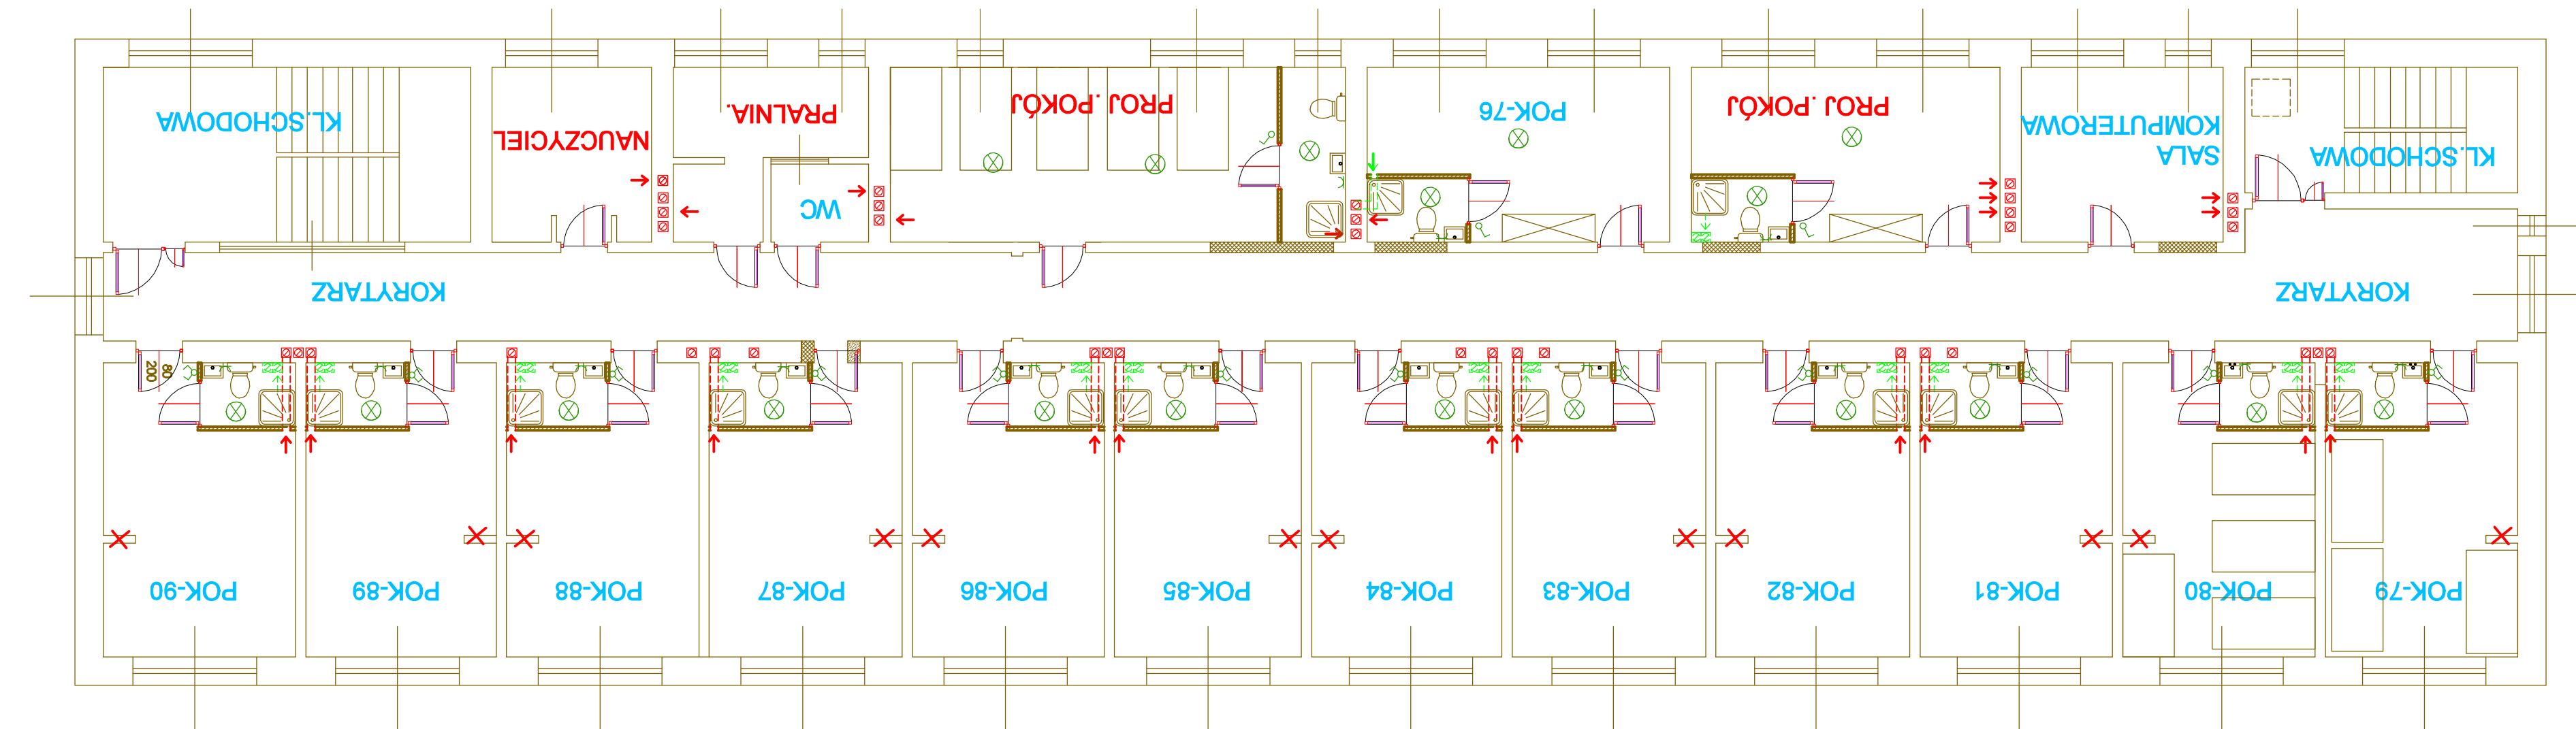 POK-79
POK-80
POK-81
POK-82
POK-83
POK-84
POK-85
POK-86
POK-87
POK-88
POK-89
POK-90
80
200
KORYTARZ
KORYTARZ
KL.SCHODOWA
SALA
KOMPUTEROWA
PROJ . POKÓJ
POK-76
PROJ . POKÓJ
WC
PRALNIA.
NAUCZYCIEL
KL.SCHODOWA